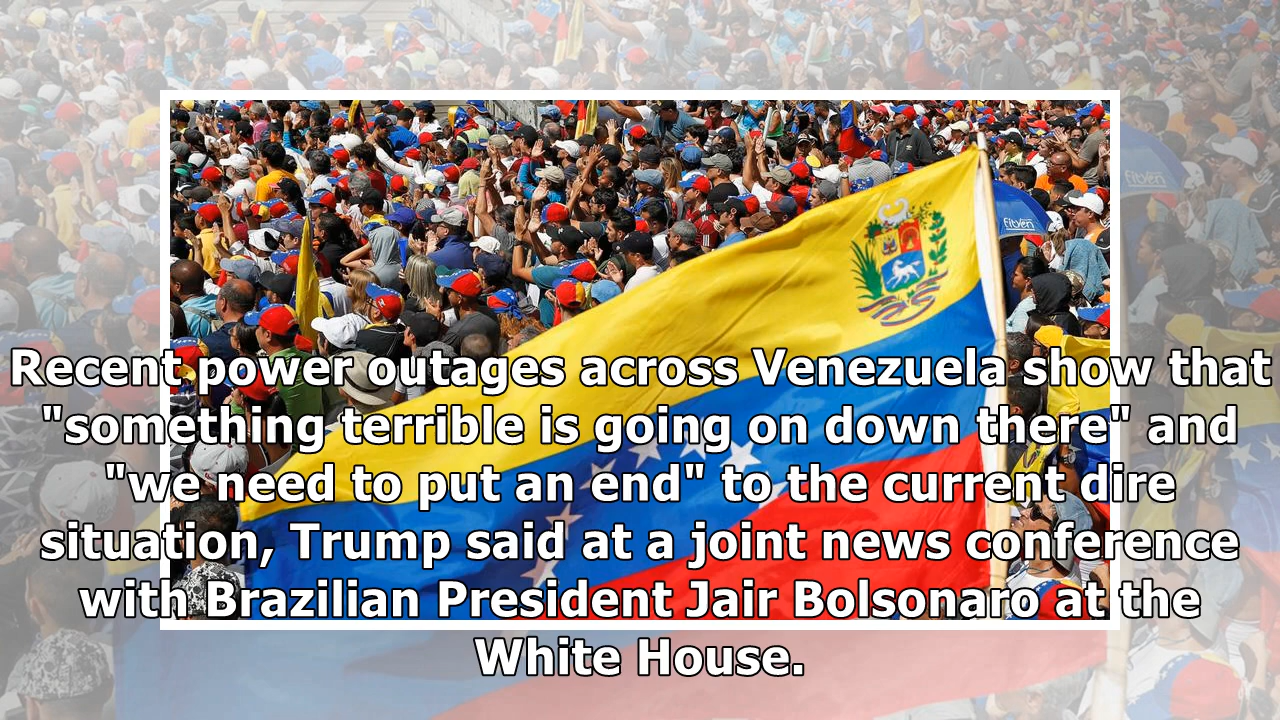 fitven
fitven
Recent power outages across Venezuela show that
"something terrible is going on down there" and
"we need to put an end" to the current dire
situation, Trump said at a joint news conference
with Brazilian President Jair Bolsonaro at the
White House.